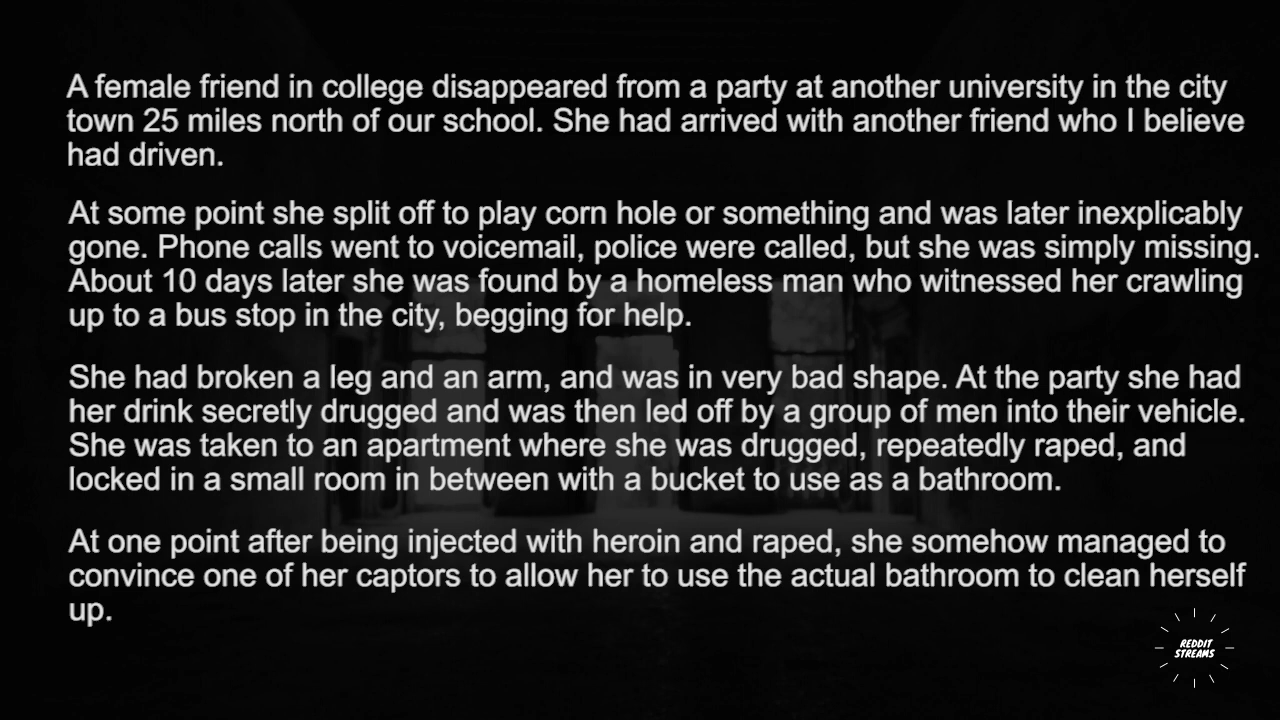 A female friend in college disappeared from a party at another university in the city
town 25 miles north of our school. She had arrived with another friend who I believe
had driven.
At some point she split off to play corn hole or something and was later inexplicably
gone. Phone calls went to voicemail, police were called, but she was simply missing.
About 10 days later she was found by a homeless man who witnessed her crawling
up to a bus stop in the city, begging for help.
She had broken a leg and an arm, and was in very bad shape. At the party she had
her drink secretly drugged and was then led off by a group of men into their vehicle.
She was taken to an apartment where she was drugged, repeatedly raped, and
locked in a small room in between with a bucket to use as a bathroom.
At one point after being injected with heroin and raped, she somehow managed to
convince one of her captors to allow her to use the actual bathroom to clean herself
up.
REDDIT
STREAMS